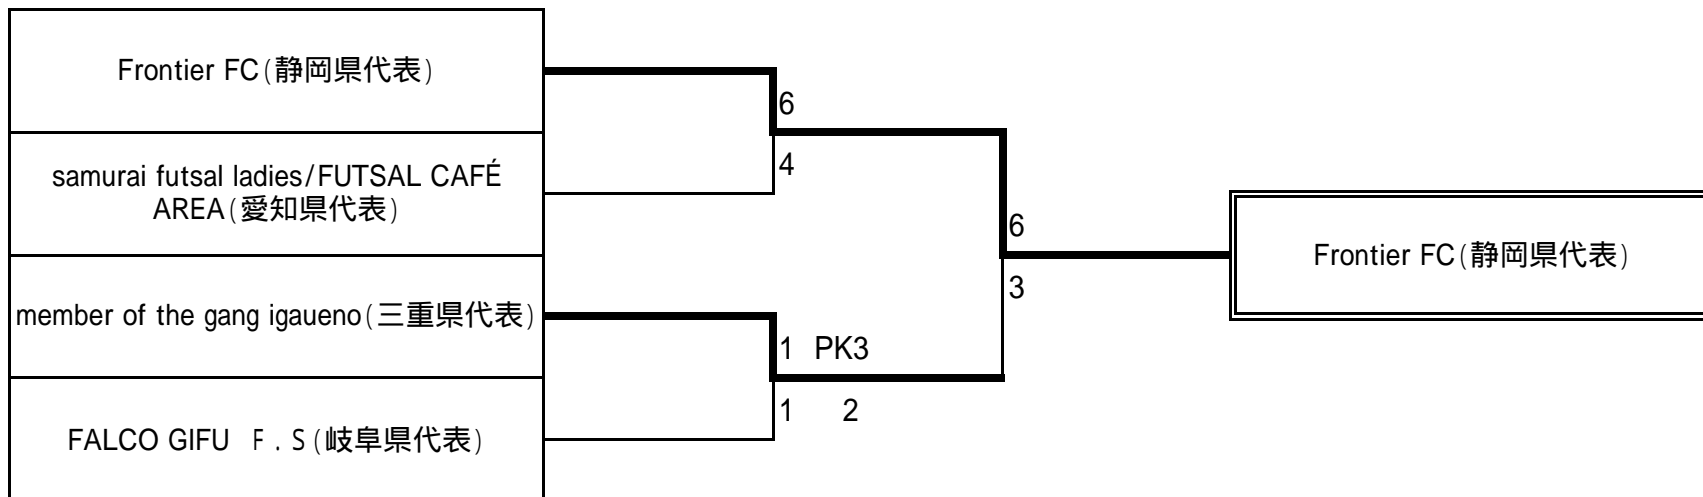 Frontier FC(静岡県代表)
6
4
samurai futsal ladies/FUTSAL CAFÉ
AREA(愛知県代表)
6
3
Frontier FC(静岡県代表)
member of the gang igaueno(三重県代表)
1 PK3
1 2
FALCO GIFU Ｆ．Ｓ(岐阜県代表)